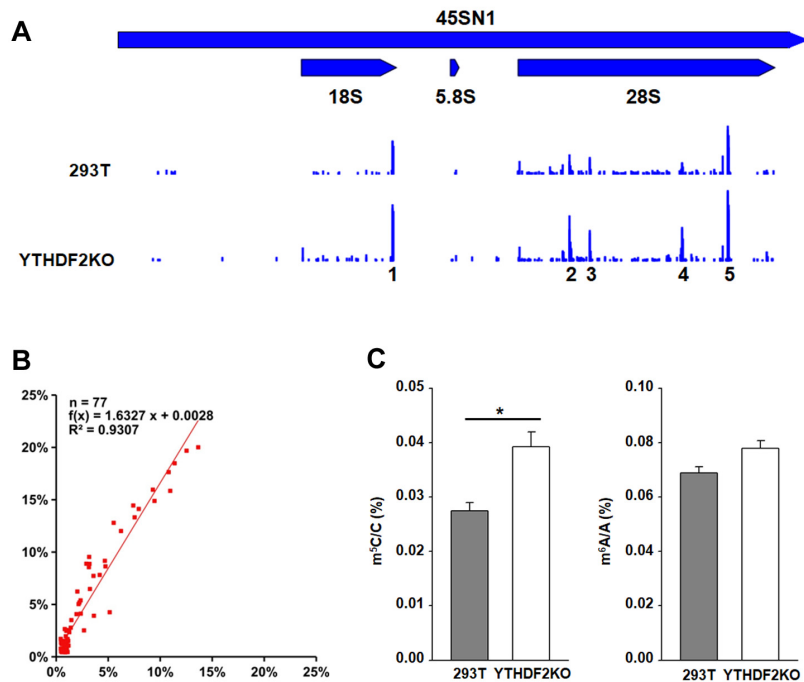 A
45SN1
18S
5.8S
28S
293T
YTHDF2KO
1
2
3
4
5
B
25%
20%
15%
10%
5%
0%
n = 77
f(x) = 1.6327 x + 0.0028
R² = 0.9307
0%
5%
10%
15%
20%
25%
C
m⁵C/C (%)
0.05
0.04
0.03
0.02
0.01
0.00
*
293T
YTHDF2KO
m⁶A/A (%)
0.10
0.08
0.06
0.04
0.02
0.00
293T
YTHDF2KO